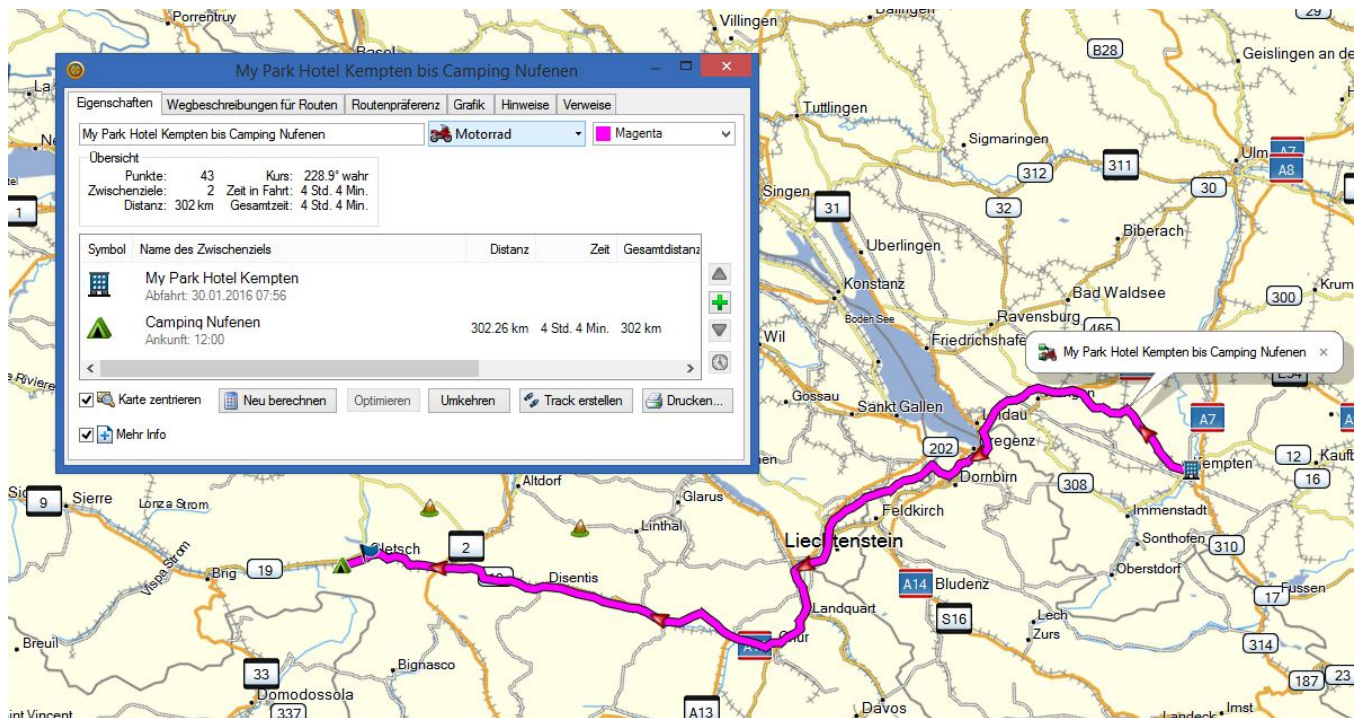 My Park Hotel Kempten bis Camping Nufenen
Eigenschaften Wegbeschreibungen für Routen Routenpräferenz Grafik Hinweise Verweise
My Park Hotel Kempten bis Camping Nufenen Motorrad Magenta
Übersicht
Punkte: 43 Kurs: 228.9° wahr
Zwischenziele: 2 Zeit in Fahrt: 4 Std. 4 Min.
Distanz: 302 km Gesamtzeit: 4 Std. 4 Min.
Symbol Name des Zwischenziels Distanz Zeit Gesamtdistanz
My Park Hotel Kempten
Abfahrt: 30.01.2016 07:56
Camping Nufenen 302.26 km 4 Std. 4 Min. 302 km
Ankunft: 12:00
Karte zentrieren Neu berechnen Optimieren Umkehren Track erstellen Drucken...
Mehr Info
Porrentruy
Basel
Villingen
29
B28
Geislingen an de
Tuttlingen
Sigmaringen
312
311
Ulm
A7
A8
30
32
Singen
31
1
Uberlingen
Biberach
Konstanz
Boden See
Bad Waldsee
300
Krum
Ravensburg
465
Wil
Friedrichshafe
My Park Hotel Kempten bis Camping Nufenen
e Riviere
Gossau
Sankt Gallen
Lindau
A7
202
egenz
Dornbirn
empten
12
Kaufb
16
308
Immenstadt
Altdorf
Glarus
Feldkirch
9
Sierre
Lonza Strom
Linthal
Liechtenstein
Sonthofen
310
Oberstdorf
Gletsch
2
Brig
19
Vispa Strom
Disentis
A14
Bludenz
17
Fussen
Landquart
S16
Lech
Zurs
Breuil
Chur
314
Bignasco
33
Domodossola
337
187
23
A13
Davos
Landeck
Imst
int Vincent